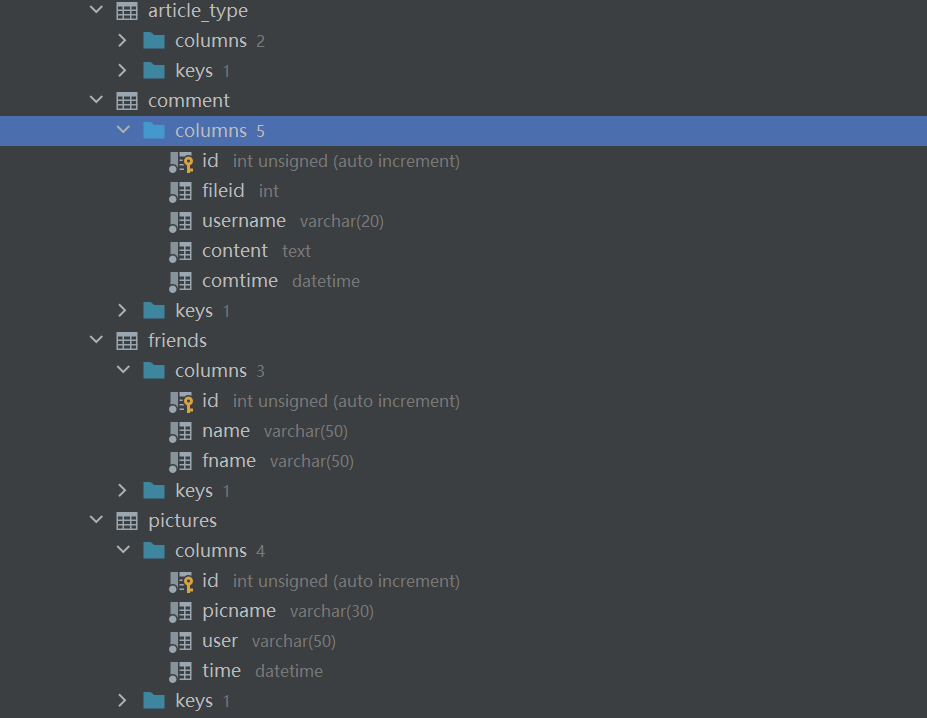 article_type
columns 2
keys 1
comment
columns 5
id int unsigned (auto increment)
fileid int
username varchar(20)
content text
comtime datetime
keys 1
friends
columns 3
id int unsigned (auto increment)
name varchar(50)
fname varchar(50)
keys 1
pictures
columns 4
id int unsigned (auto increment)
picname varchar(30)
user varchar(50)
time datetime
keys 1